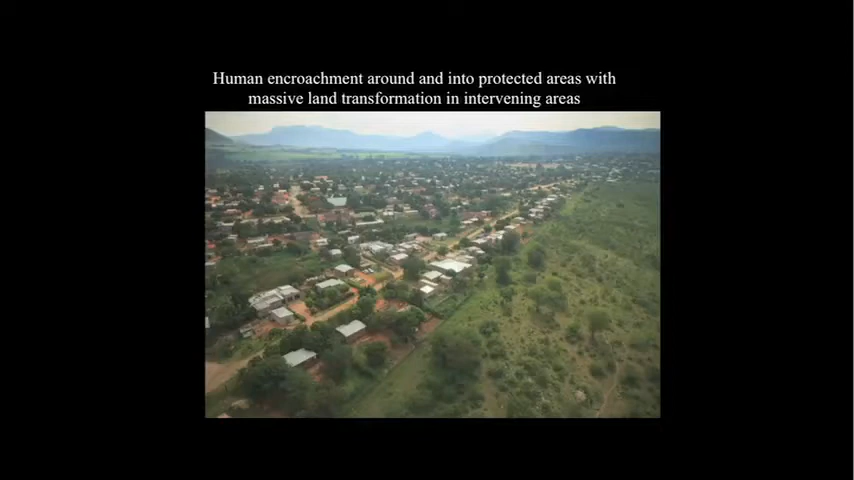 Human encroachment around and into protected areas with
massive land transformation in intervening areas